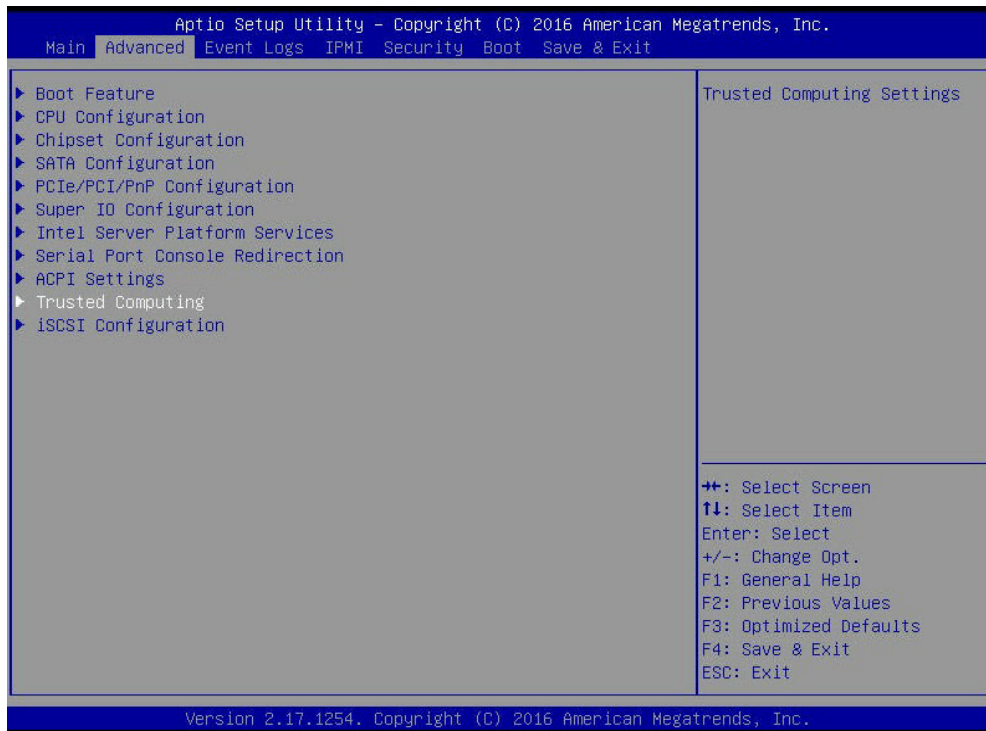 Aptio Setup Utility – Copyright (C) 2016 American Megatrends, Inc.
Main Advanced Event Logs IPMI Security Boot Save & Exit
Boot Feature
CPU Configuration
Chipset Configuration
SATA Configuration
PCIe/PCI/PnP Configuration
Super IO Configuration
Intel Server Platform Services
Serial Port Console Redirection
ACPI Settings
Trusted Computing
iSCSI Configuration
Trusted Computing Settings
→←: Select Screen
↑↓: Select Item
Enter: Select
+/-: Change Opt.
F1: General Help
F2: Previous Values
F3: Optimized Defaults
F4: Save & Exit
ESC: Exit
Version 2.17.1254. Copyright (C) 2016 American Megatrends, Inc.